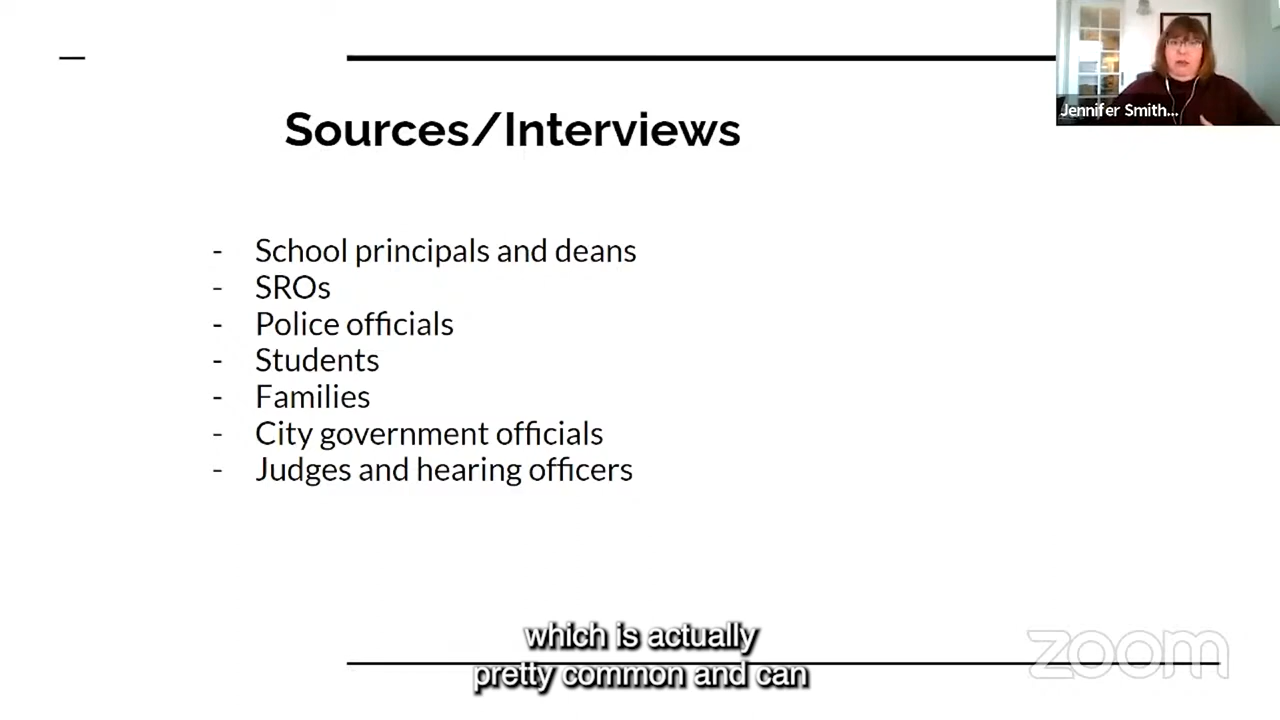 Jennifer Smith...
Sources/Interviews
- School principals and deans
- SROs
- Police officials
- Students
- Families
- City government officials
- Judges and hearing officers
which is actually
pretty common and can
zoom